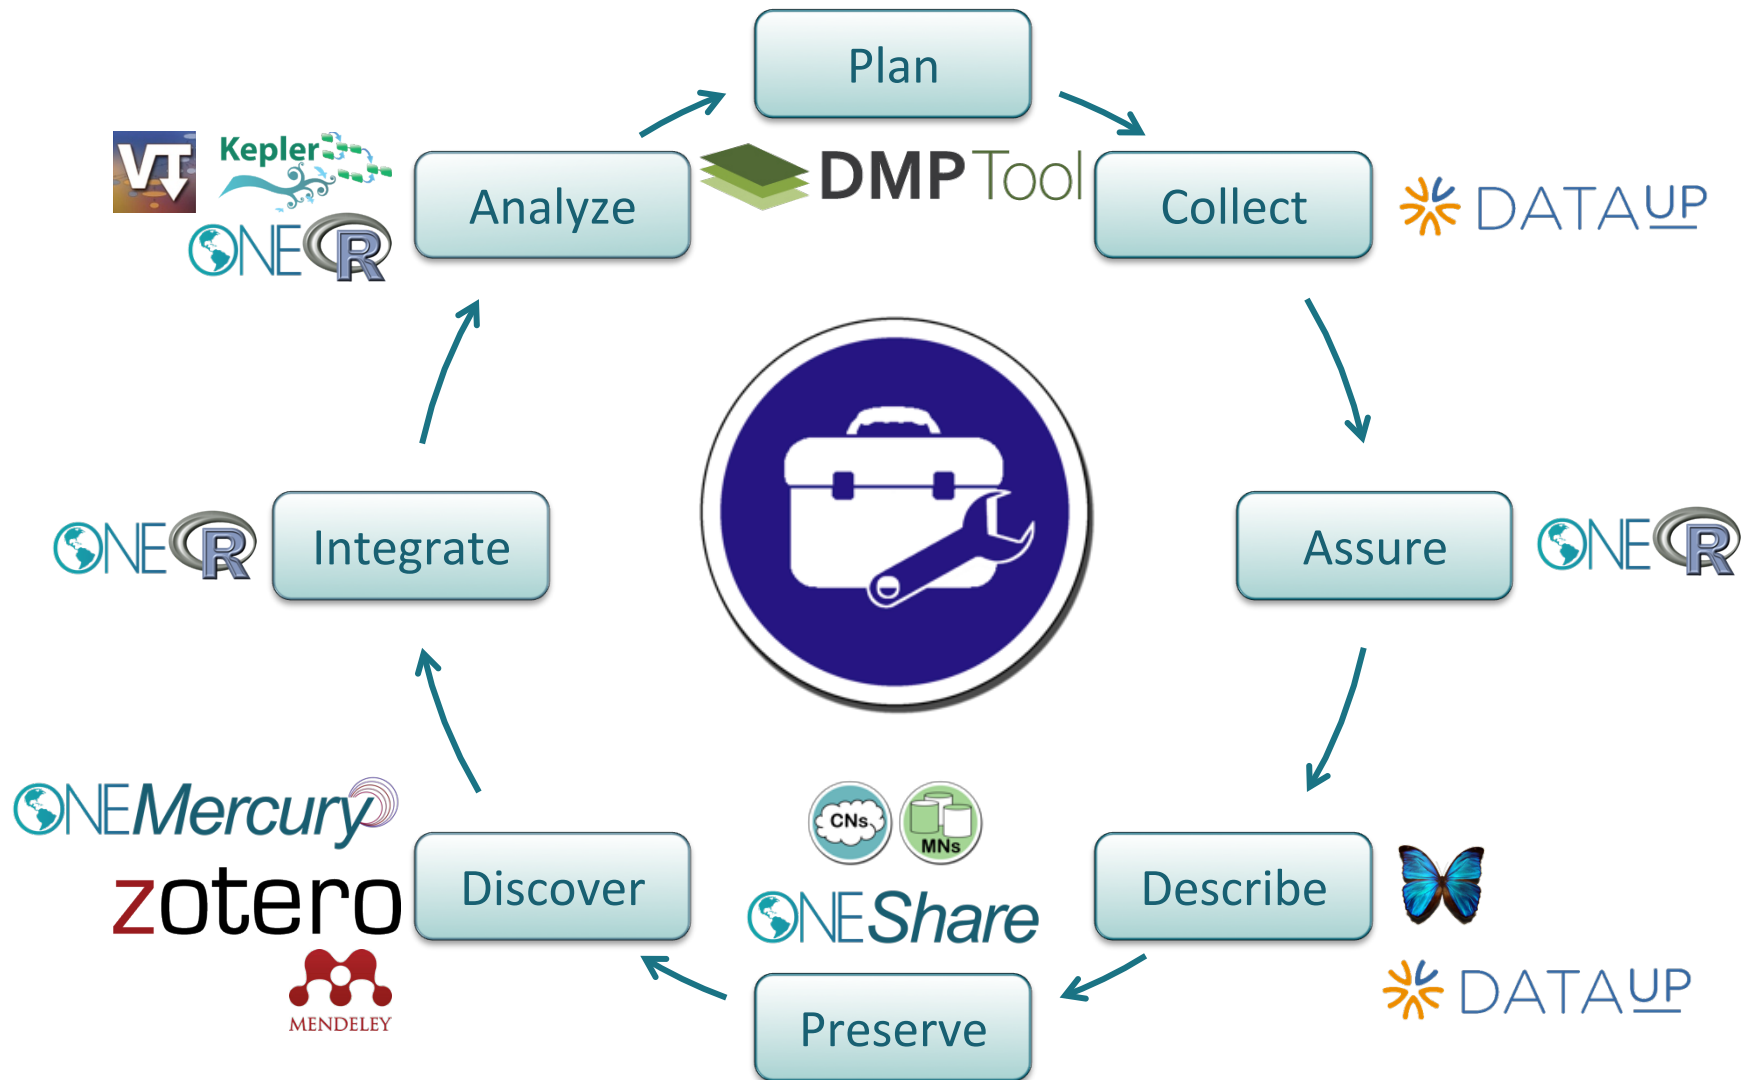 Plan
VT
Kepler
Analyze
DMPTool
Collect
DATAUP
ONER
ONER
Integrate
Assure
ONER
ONEMercury
CNs
MNs
zotero
Discover
ONEShare
Describe
MENDELEY
Preserve
DATAUP